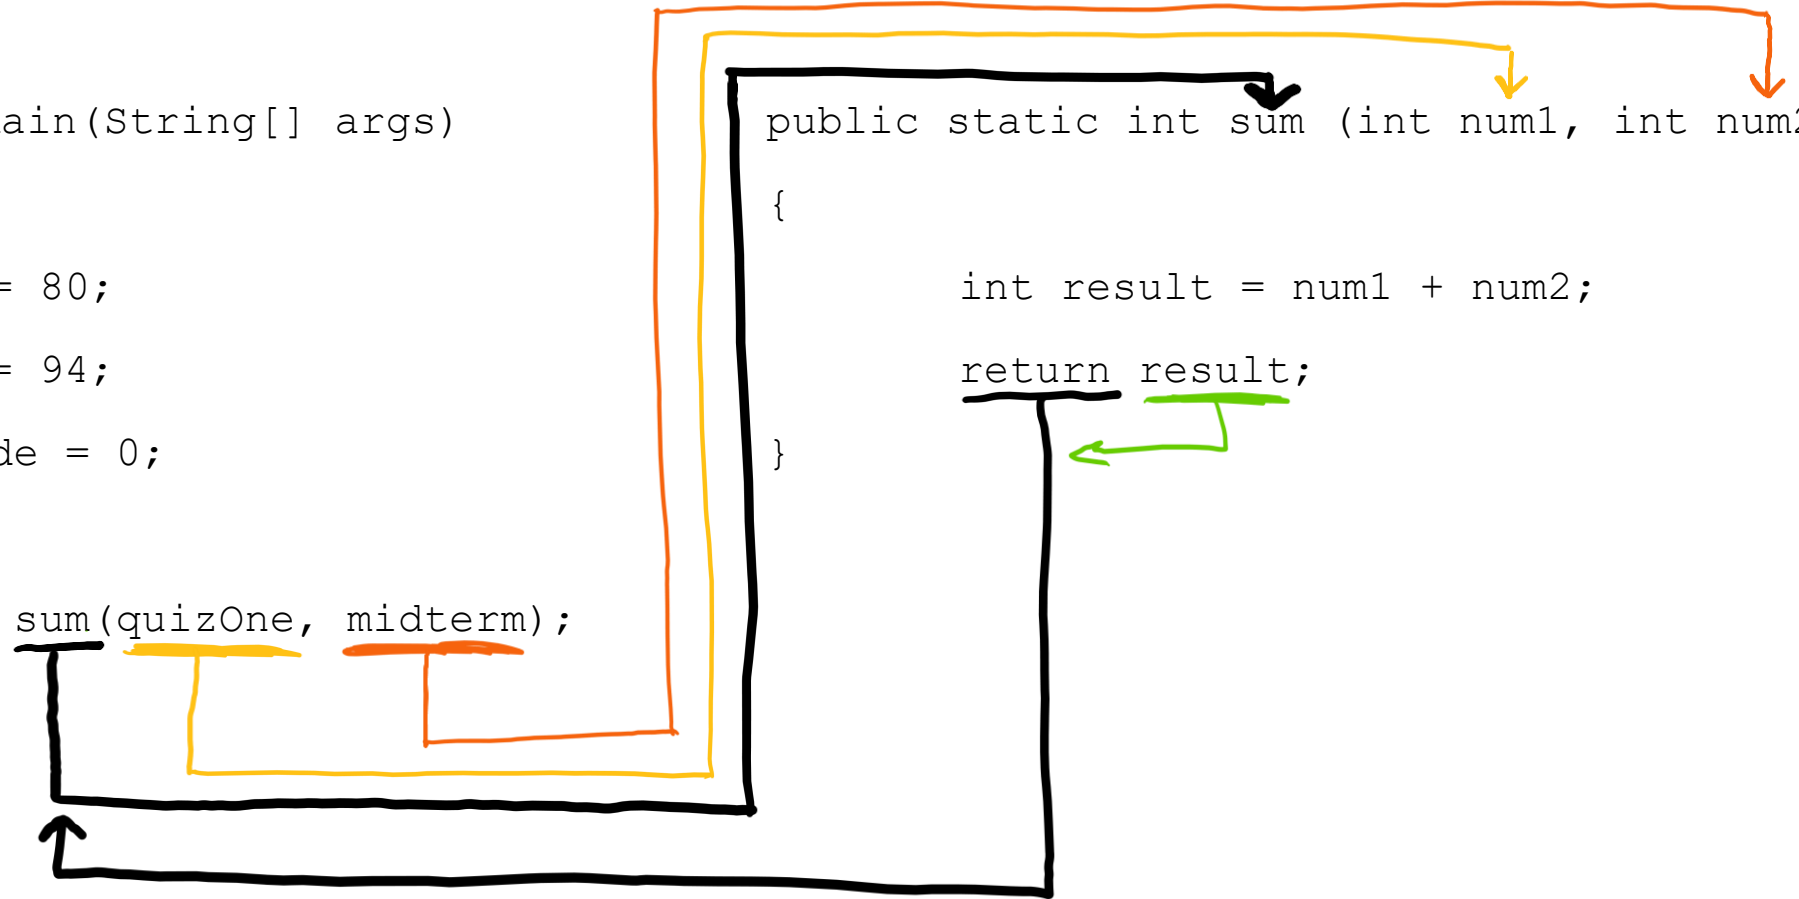 ain(String[] args)
= 80;
= 94;
de = 0;
sum(quizOne, midterm);
public static int sum (int num1, int num2
{
int result = num1 + num2;
return result;
}